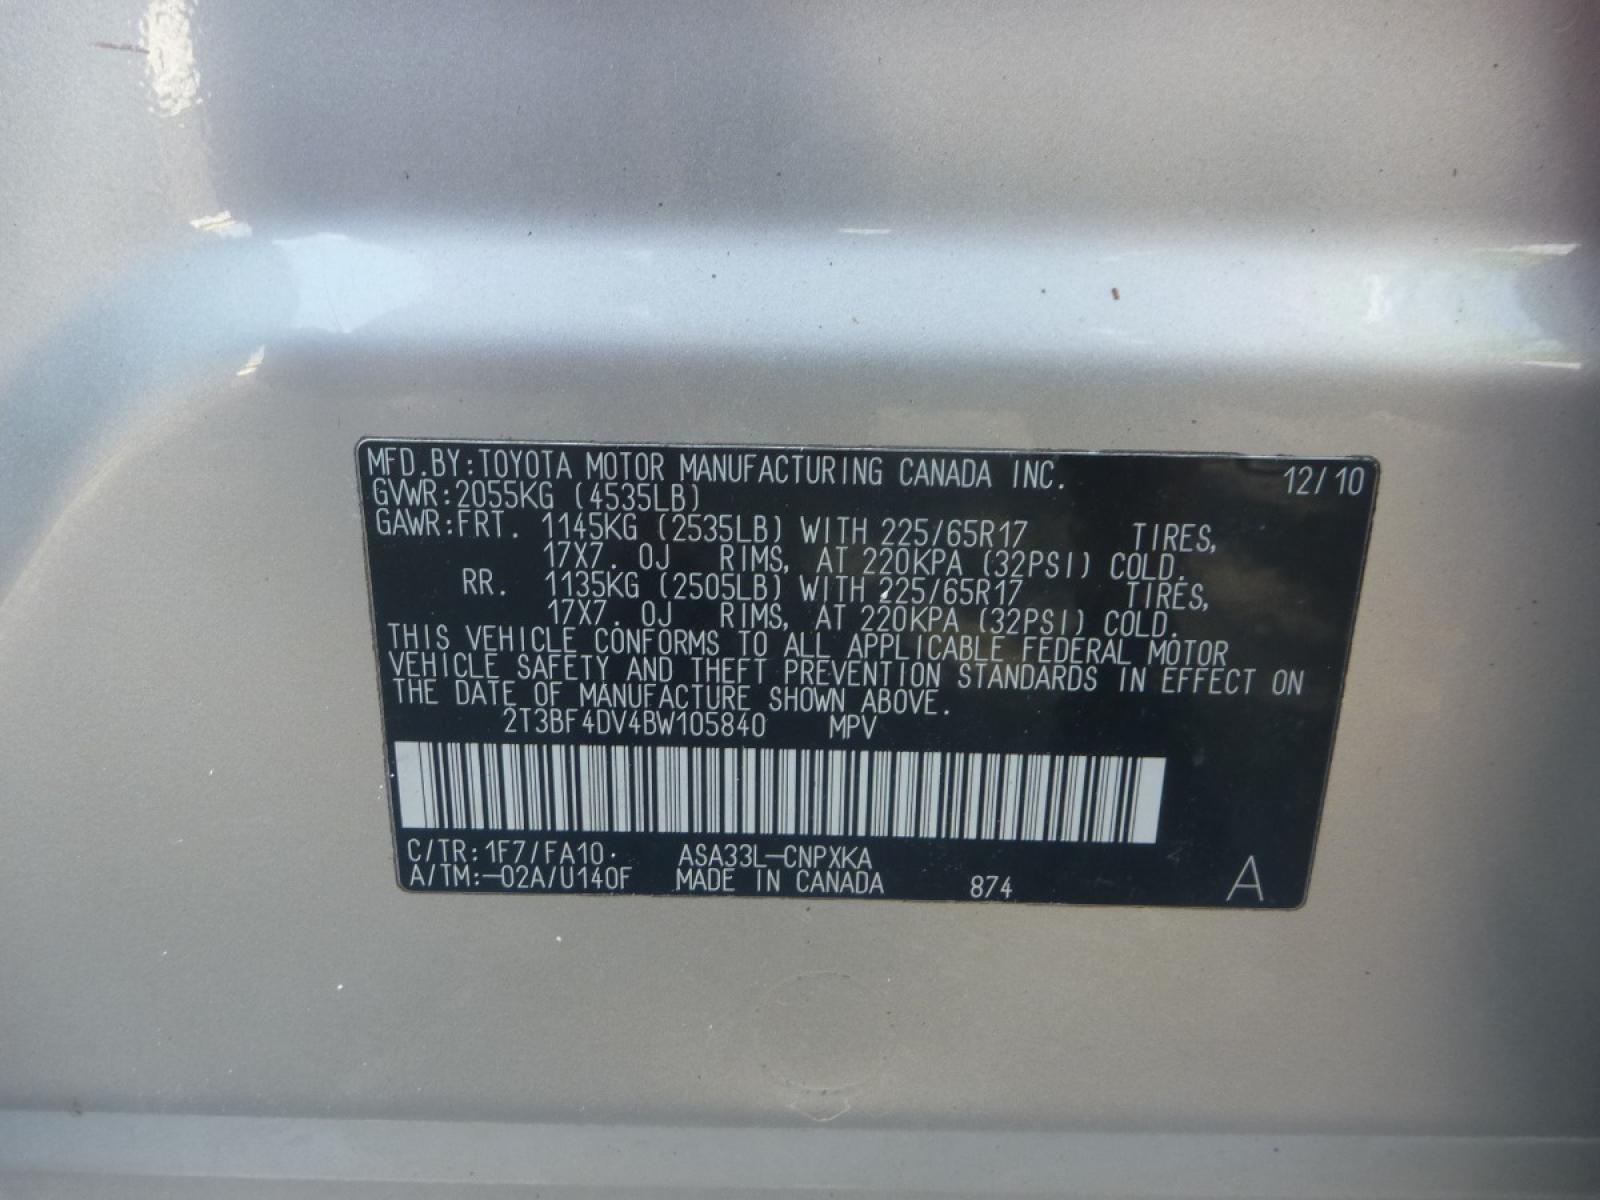 MFD.BY:TOYOTA MOTOR MANUFACTURING CANADA INC. 12/10
GVWR:2055KG (4535LB)
GAWR:FRT. 1145KG (2535LB) WITH 225/65R17 TIRES,
17X7.0J RIMS, AT 220KPA (32PSI) COLD.
RR. 1135KG (2505LB) WITH 225/65R17 TIRES,
17X7.0J RIMS, AT 220KPA (32PSI) COLD.
THIS VEHICLE CONFORMS TO ALL APPLICABLE FEDERAL MOTOR
VEHICLE SAFETY AND THEFT PREVENTION STANDARDS IN EFFECT ON
THE DATE OF MANUFACTURE SHOWN ABOVE.
2T3BF4DV4BW105840 MPV
C/TR:1F7/FA10 ASA33L-CNPXKA
A/TM:-02A/U140F MADE IN CANADA 874 A